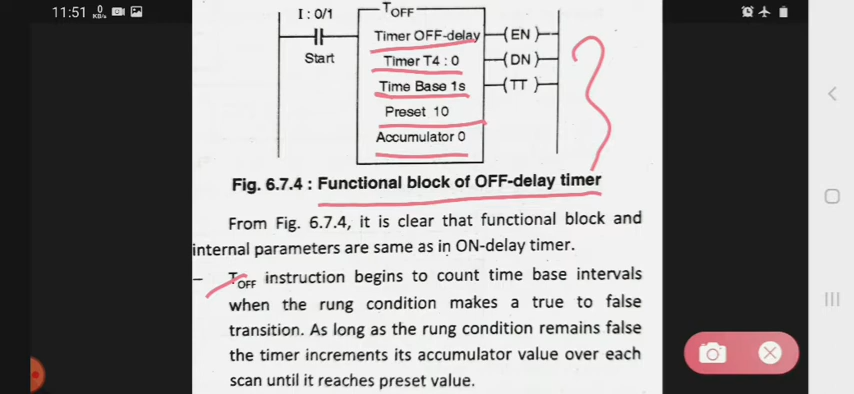 11:51 0 KB/s
I : 0/1
TOFF
Timer OFF-delay
(EN)
Start
Timer T4 : 0
(DN)
Time Base 1s
(TT)
Preset 10
Accumulator 0
Fig. 6.7.4 : Functional block of OFF-delay timer
From Fig. 6.7.4, it is clear that functional block and
internal parameters are same as in ON-delay timer.
– TOFF instruction begins to count time base intervals
when the rung condition makes a true to false
transition. As long as the rung condition remains false
the timer increments its accumulator value over each
scan until it reaches preset value.